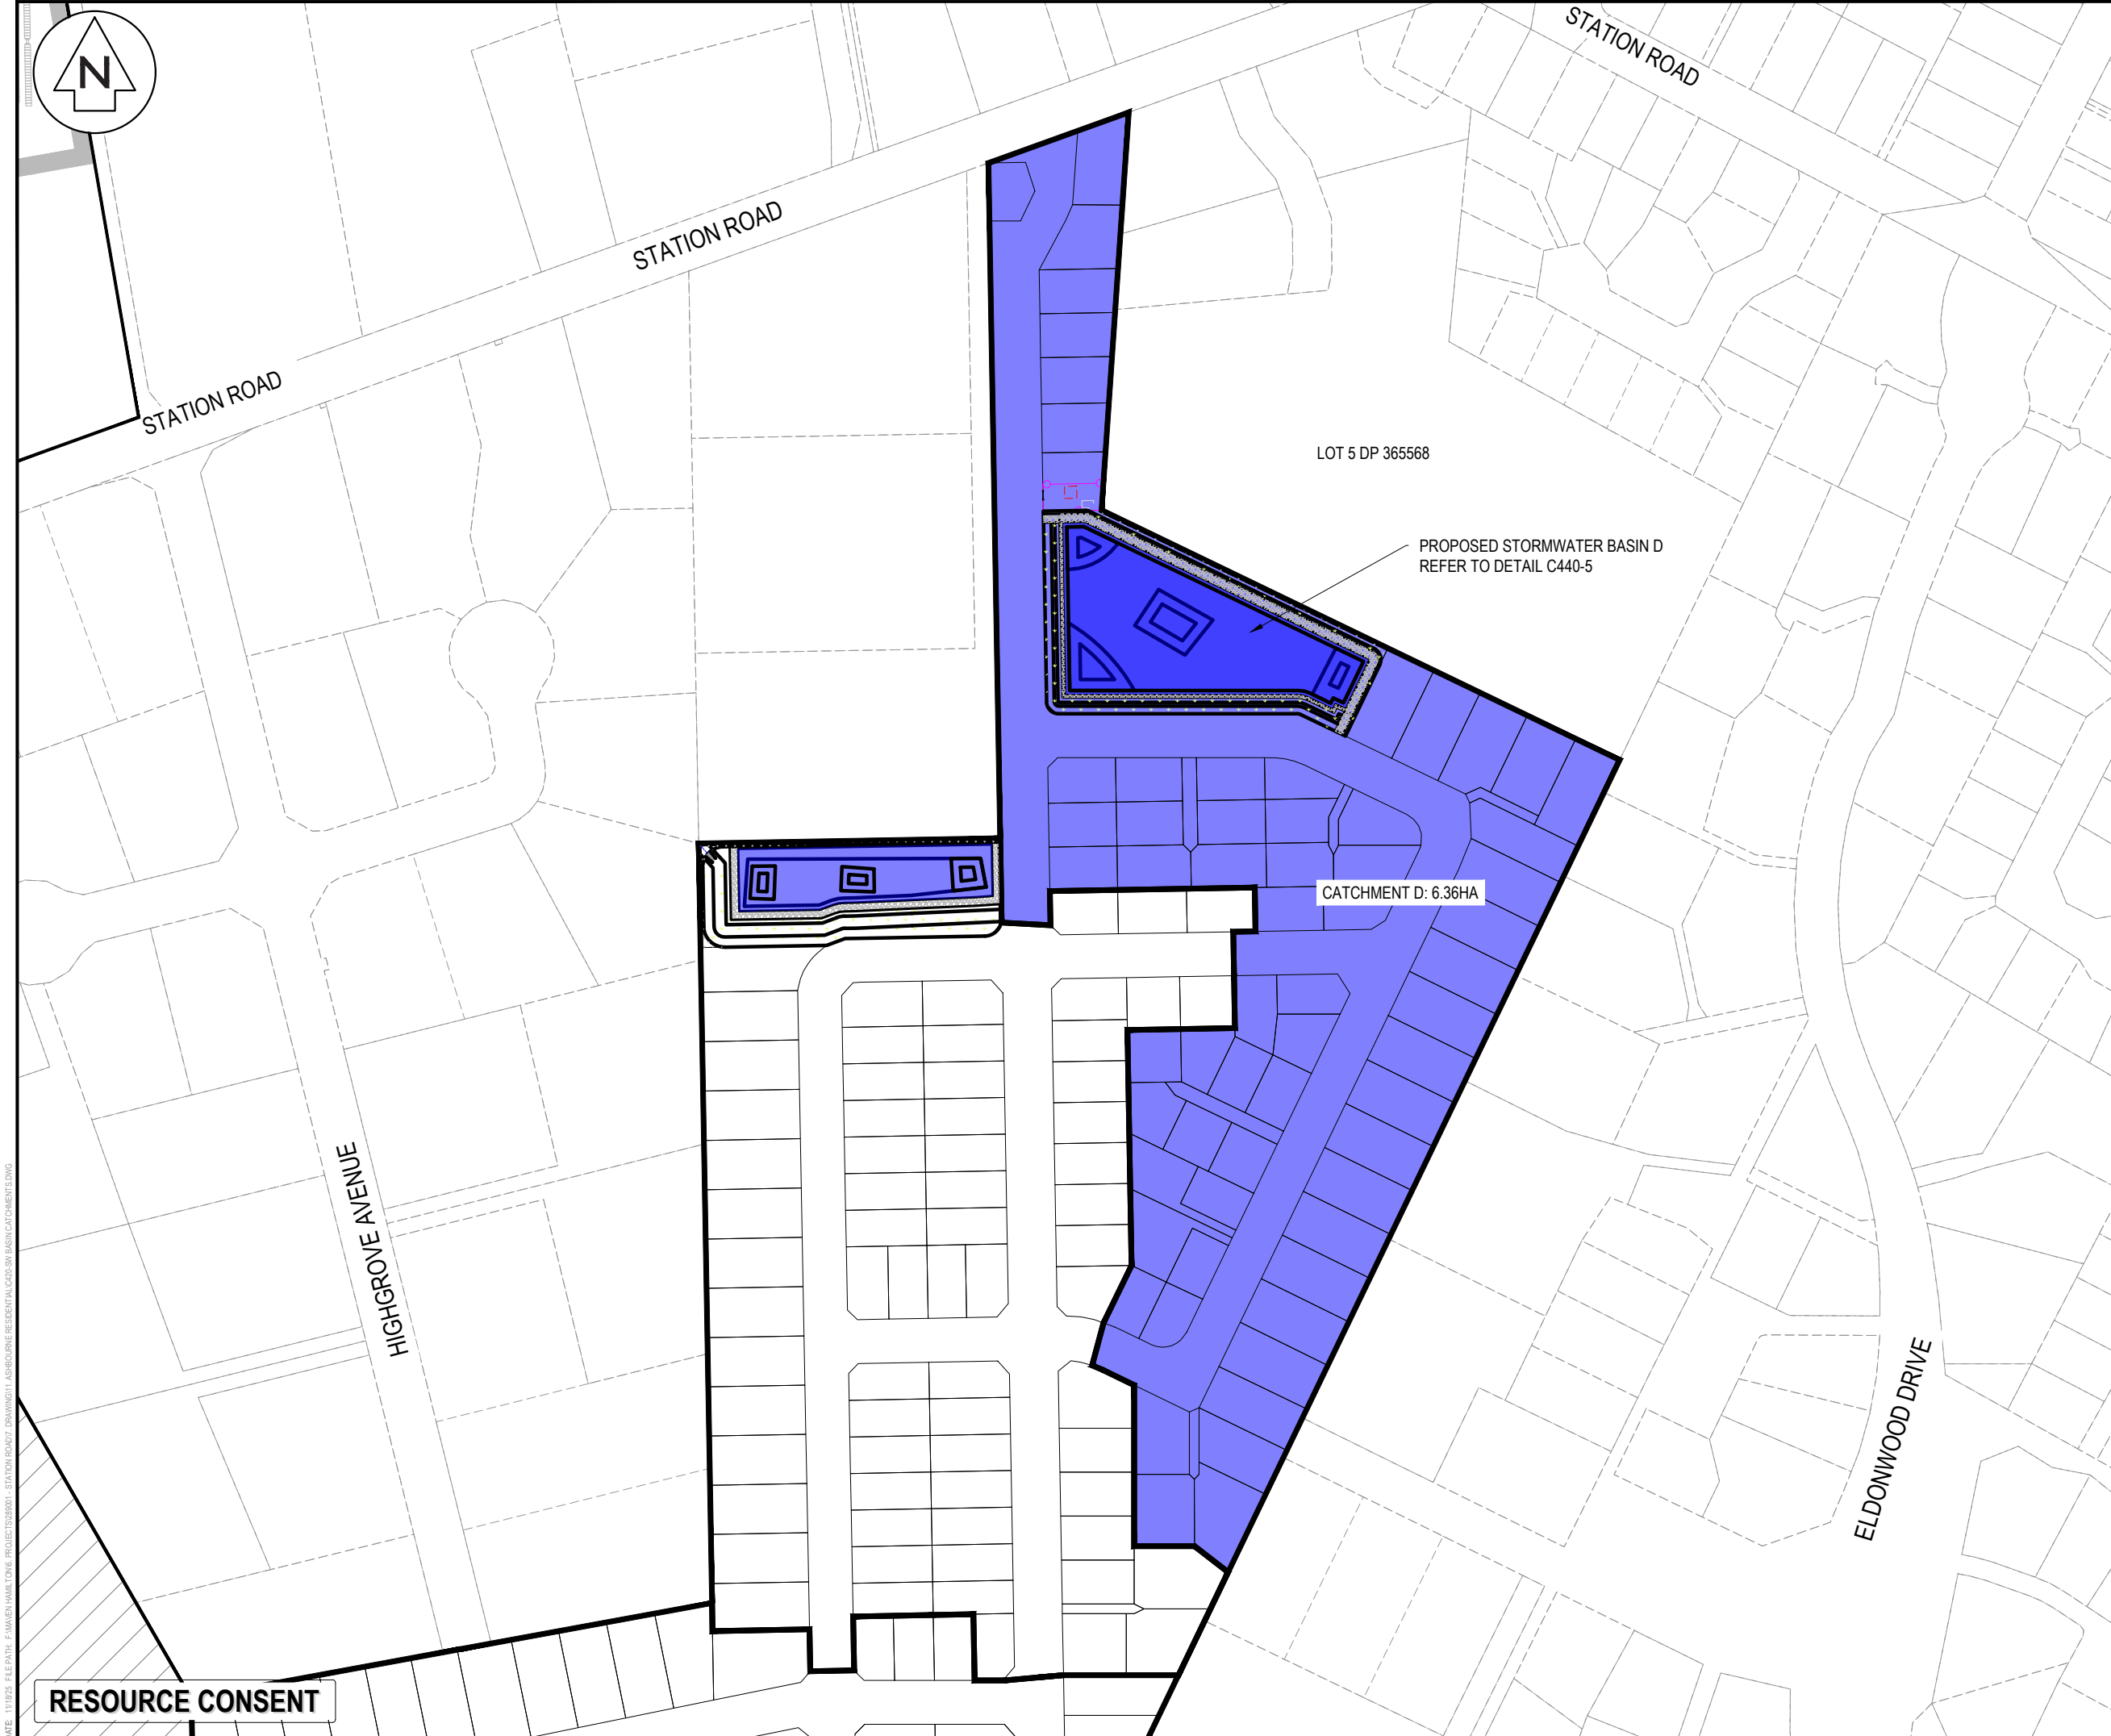 N
STATION ROAD
STATION ROAD
STATION ROAD
LOT 5 DP 365568
PROPOSED STORMWATER BASIN D
REFER TO DETAIL C440-5
CATCHMENT D: 6.36HA
HIGHGROVE AVENUE
ELDONWOOD DRIVE
RESOURCE CONSENT